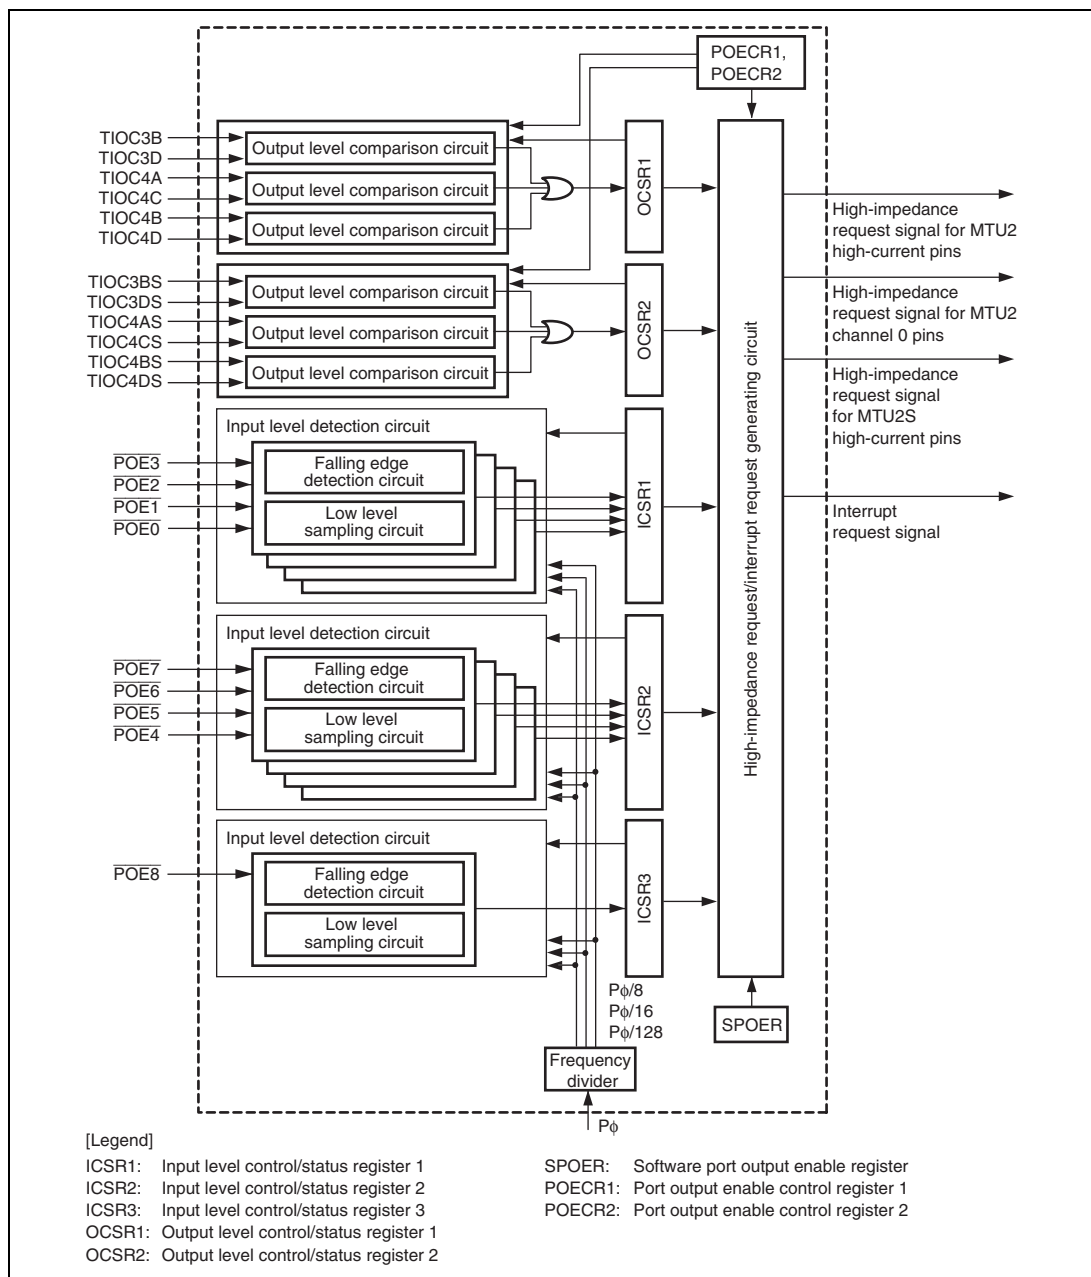 POECR1,
POECR2
TIOC3B
TIOC3D
TIOC4A
TIOC4C
TIOC4B
TIOC4D
Output level comparison circuit
Output level comparison circuit
Output level comparison circuit
OCSR1
TIOC3BS
TIOC3DS
TIOC4AS
TIOC4CS
TIOC4BS
TIOC4DS
Output level comparison circuit
Output level comparison circuit
Output level comparison circuit
OCSR2
Input level detection circuit
POE3
POE2
POE1
POE0
Falling edge
detection circuit
Low level
sampling circuit
ICSR1
Input level detection circuit
POE7
POE6
POE5
POE4
Falling edge
detection circuit
Low level
sampling circuit
ICSR2
Input level detection circuit
POE8
Falling edge
detection circuit
Low level
sampling circuit
ICSR3
High-impedance request/interrupt request generating circuit
High-impedance
request signal for MTU2
high-current pins
High-impedance
request signal for MTU2
channel 0 pins
High-impedance
request signal
for MTU2S
high-current pins
Interrupt
request signal
Pϕ/8
Pϕ/16
Pϕ/128
SPOER
Frequency
divider
Pϕ
[Legend]
ICSR1: Input level control/status register 1
ICSR2: Input level control/status register 2
ICSR3: Input level control/status register 3
OCSR1: Output level control/status register 1
OCSR2: Output level control/status register 2
SPOER: Software port output enable register
POECR1: Port output enable control register 1
POECR2: Port output enable control register 2